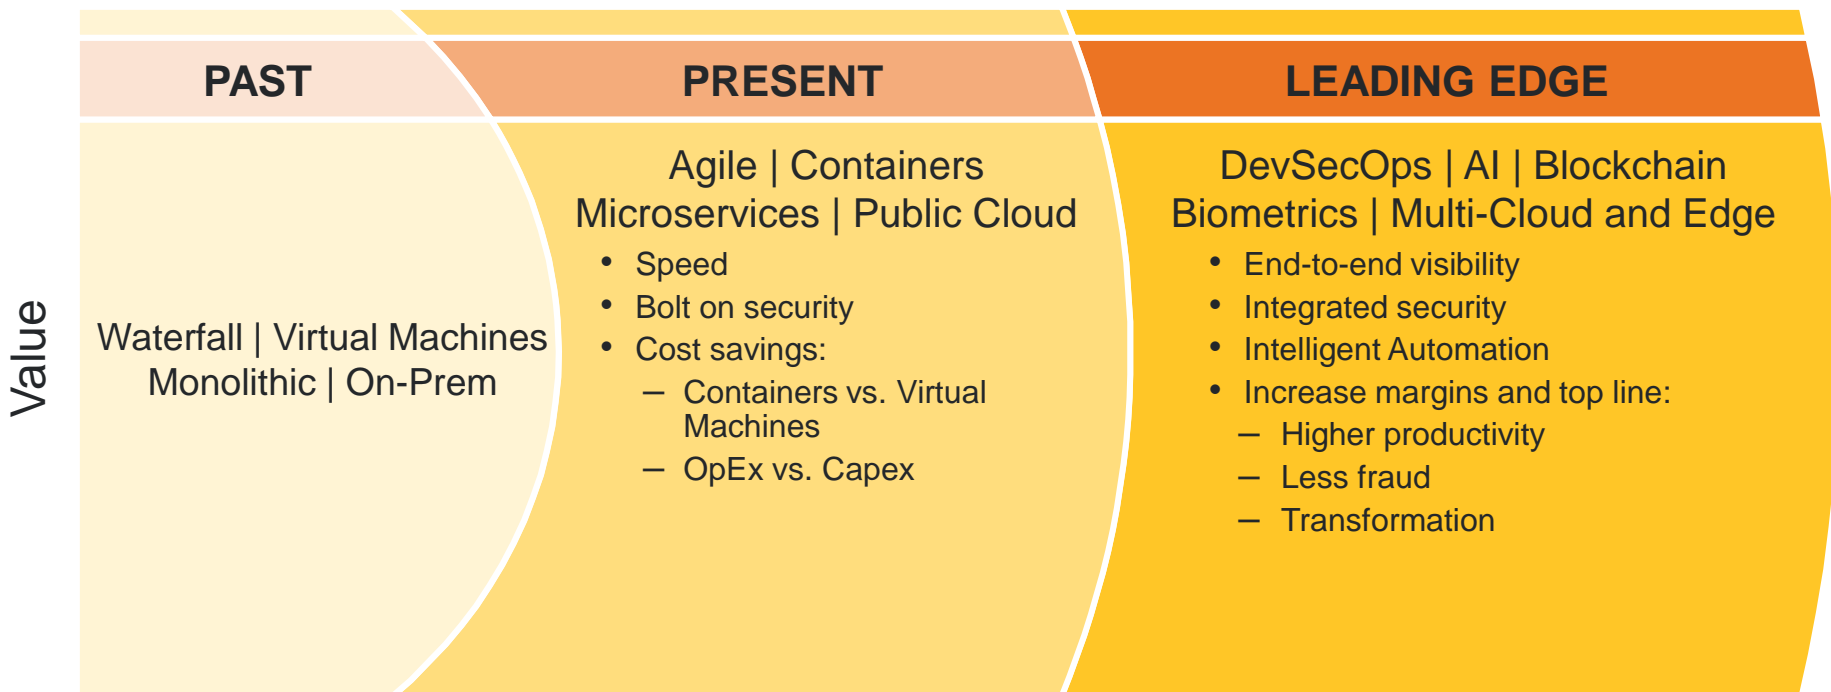 PAST
PRESENT
LEADING EDGE
Value
Waterfall | Virtual Machines
Monolithic | On-Prem
Agile | Containers
Microservices | Public Cloud
• Speed
• Bolt on security
• Cost savings:
– Containers vs. Virtual
Machines
– OpEx vs. Capex
DevSecOps | AI | Blockchain
Biometrics | Multi-Cloud and Edge
• End-to-end visibility
• Integrated security
• Intelligent Automation
• Increase margins and top line:
– Higher productivity
– Less fraud
– Transformation